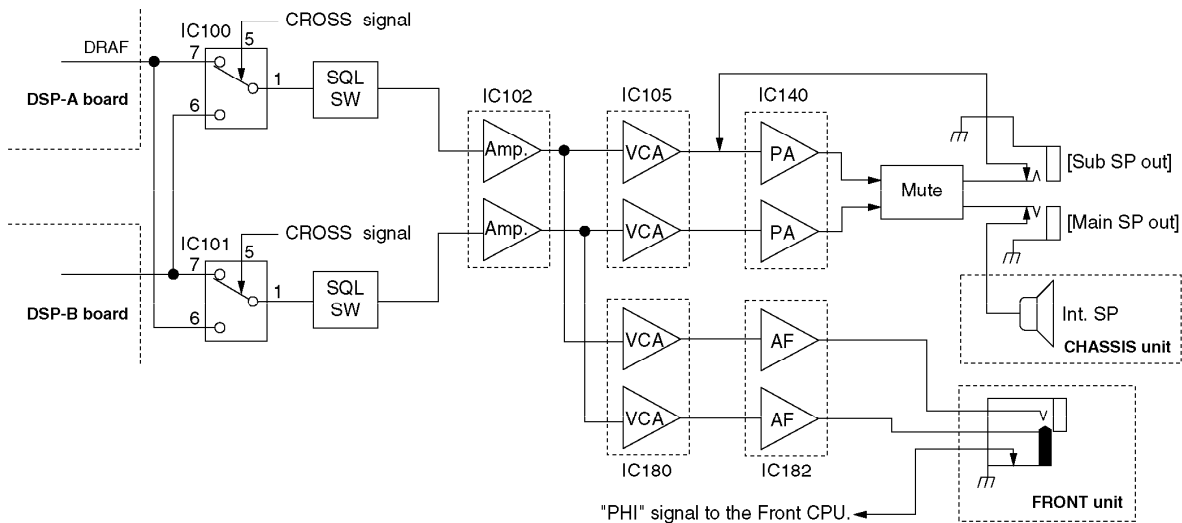 CROSS signal
IC100
5
DRAF
7
1
SQL
SW
DSP-A board
6
IC102
IC105
IC140
Amp.
VCA
PA
Mute
[Sub SP out]
Amp.
VCA
PA
[Main SP out]
CROSS signal
IC101
5
7
1
SQL
SW
DSP-B board
6
Int. SP
CHASSIS unit
VCA
AF
VCA
AF
IC180
IC182
FRONT unit
"PHI" signal to the Front CPU.